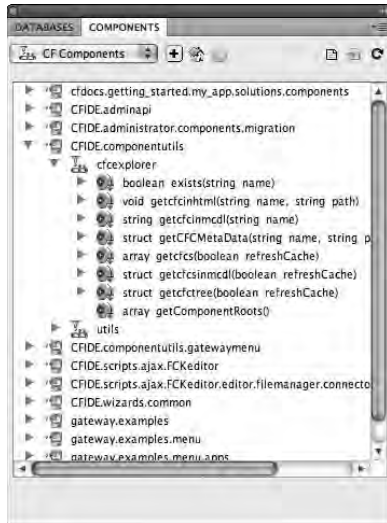 DATABASES COMPONENTS
CF Components
cfdocs.getting_started.my_app.solutions.components
CFIDE.adminapi
CFIDE.administrator.components.migration
CFIDE.componentutils
cfcexplorer
boolean exists(string name)
void getcfcinhtml(string name, string path)
string getcfcinmcdl(string name)
struct getCFCMetaData(string name, string p
array getcfcs(boolean refreshCache)
struct getcfcsinmcdl(boolean refreshCache)
struct getcfctree(boolean refreshCache)
array getComponentRoots()
utils
CFIDE.componentutils.gatewaymenu
CFIDE.scripts.ajax.FCKeditor
CFIDE.scripts.ajax.FCKeditor.editor.filemanager.connecto
CFIDE.wizards.common
gateway.examples
gateway.examples.menu
gateway.examples.menu.apps